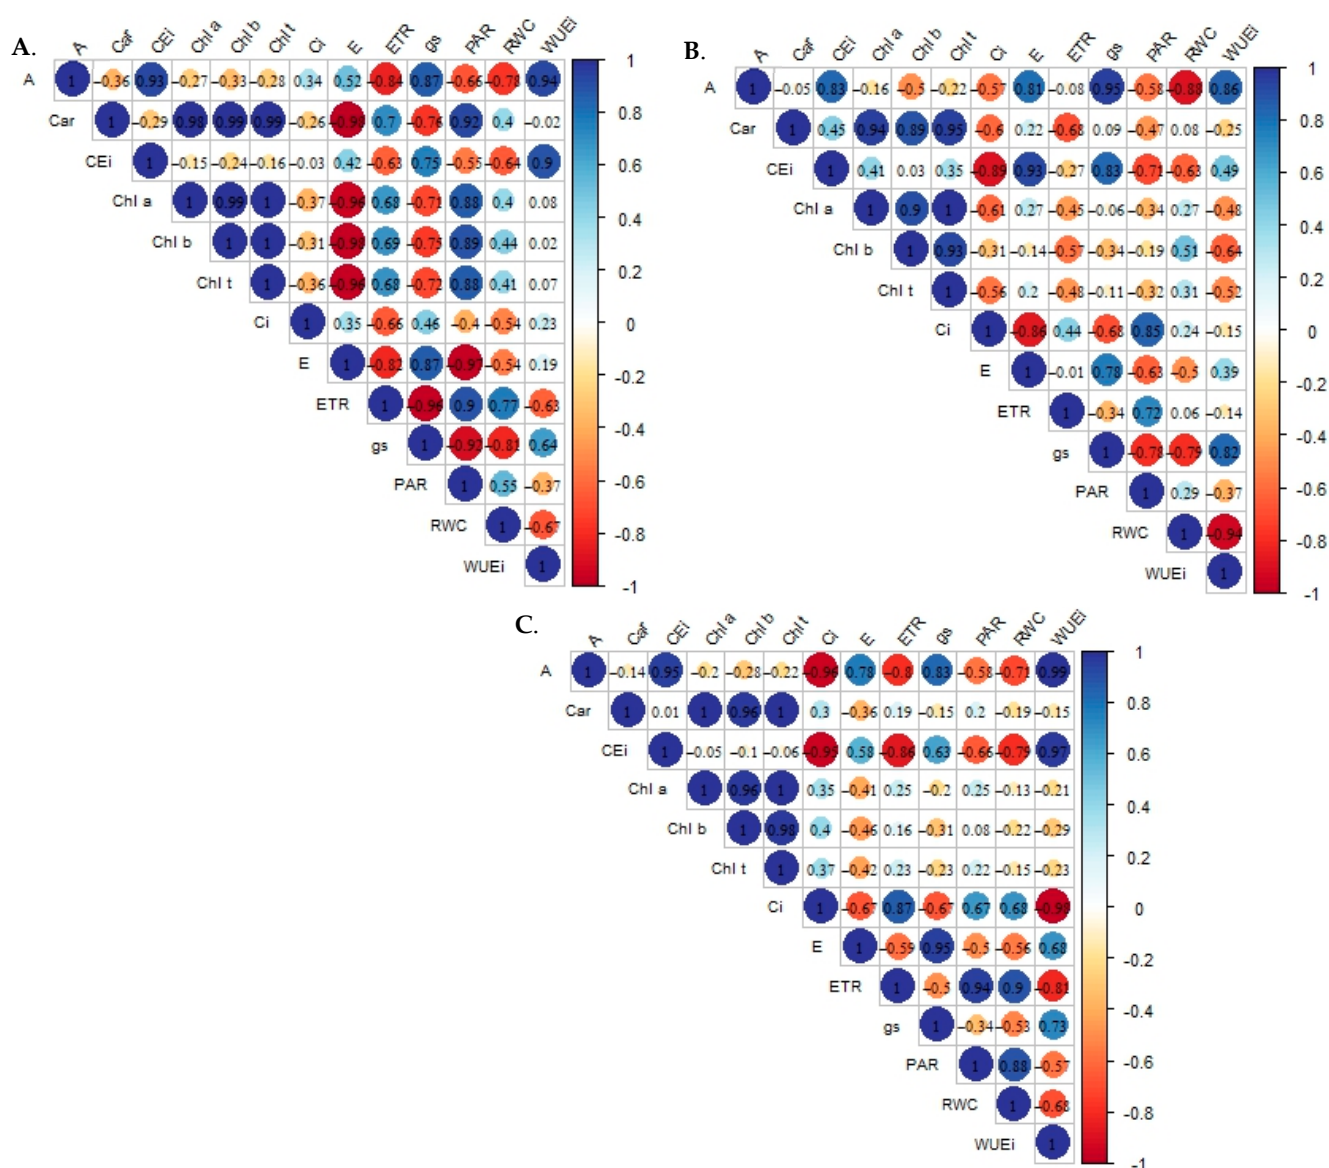 A.
A Car CEi Chl a Chl b Chl t Ci E ETR gs PAR RWC WUEi
A 1 -0.36 0.93 -0.27 -0.33 -0.28 0.34 0.52 -0.84 0.87 -0.66 -0.78 0.94
Car 1 -0.29 0.98 0.99 0.99 -0.26 -0.98 0.7 -0.76 0.92 0.4 -0.02
CEi 1 -0.15 -0.24 -0.16 -0.03 0.42 -0.63 0.75 -0.55 -0.64 0.9
Chl a 1 0.99 1 -0.37 -0.96 0.68 -0.71 0.88 0.4 0.08
Chl b 1 1 -0.31 -0.98 0.69 -0.75 0.89 0.44 0.02
Chl t 1 -0.36 -0.96 0.68 -0.72 0.88 0.41 0.07
Ci 1 0.35 -0.66 0.46 -0.4 -0.54 0.23
E 1 -0.82 0.87 -0.97 -0.54 0.19
ETR 1 -0.96 0.9 0.77 -0.63
gs 1 -0.92 -0.81 0.64
PAR 1 0.55 -0.37
RWC 1 -0.67
WUEi 1
1
0.8
0.6
0.4
0.2
0
-0.2
-0.4
-0.6
-0.8
-1
B.
A Car CEi Chl a Chl b Chl t Ci E ETR gs PAR RWC WUEi
A 1 -0.05 0.83 -0.16 -0.5 -0.22 -0.57 0.81 -0.08 0.95 -0.58 -0.88 0.86
Car 1 0.45 0.94 0.89 0.95 -0.6 0.22 -0.68 0.09 -0.47 0.08 -0.25
CEi 1 0.41 0.03 0.35 -0.89 0.93 -0.27 0.83 -0.71 -0.63 0.49
Chl a 1 0.9 1 -0.61 0.27 -0.45 -0.06 -0.34 0.27 -0.48
Chl b 1 0.93 -0.31 -0.14 -0.57 -0.34 -0.19 0.51 -0.64
Chl t 1 -0.56 0.2 -0.48 -0.11 -0.32 0.31 -0.52
Ci 1 -0.86 0.44 -0.68 0.85 0.24 -0.15
E 1 -0.01 0.78 -0.63 -0.5 0.39
ETR 1 -0.34 0.72 0.06 -0.14
gs 1 -0.78 -0.79 0.82
PAR 1 0.29 -0.37
RWC 1 -0.94
WUEi 1
1
0.8
0.6
0.4
0.2
0
-0.2
-0.4
-0.6
-0.8
-1
C.
A Car CEi Chl a Chl b Chl t Ci E ETR gs PAR RWC WUEi
A 1 -0.14 0.95 -0.2 -0.28 -0.22 -0.96 0.78 -0.8 0.83 -0.58 -0.71 0.99
Car 1 0.01 1 0.96 1 0.3 -0.36 0.19 -0.15 0.2 -0.19 -0.15
CEi 1 -0.05 -0.1 -0.06 -0.95 0.58 -0.86 0.63 -0.66 -0.79 0.97
Chl a 1 0.96 1 0.35 -0.41 0.25 -0.2 0.25 -0.13 -0.21
Chl b 1 0.98 0.4 -0.46 0.16 -0.31 0.08 -0.22 -0.29
Chl t 1 0.37 -0.42 0.23 -0.23 0.22 -0.15 -0.23
Ci 1 -0.67 0.87 -0.67 0.67 0.68 -0.98
E 1 -0.59 0.95 -0.5 -0.56 0.68
ETR 1 -0.5 0.94 0.9 -0.81
gs 1 -0.34 -0.53 0.73
PAR 1 0.88 -0.57
RWC 1 -0.68
WUEi 1
1
0.8
0.6
0.4
0.2
0
-0.2
-0.4
-0.6
-0.8
-1